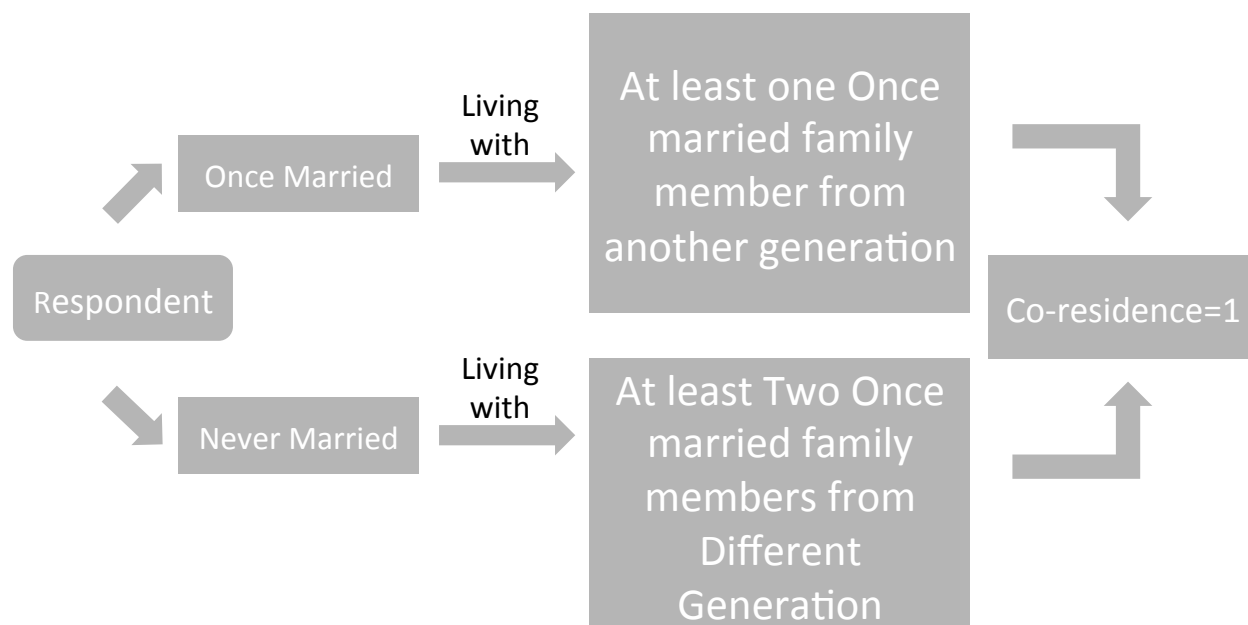 Respondent
Once Married
Living
with
At least one Once
married family
member from
another generation
Never Married
Living
with
At least Two Once
married family
members from
Different
Generation
Co-residence=1